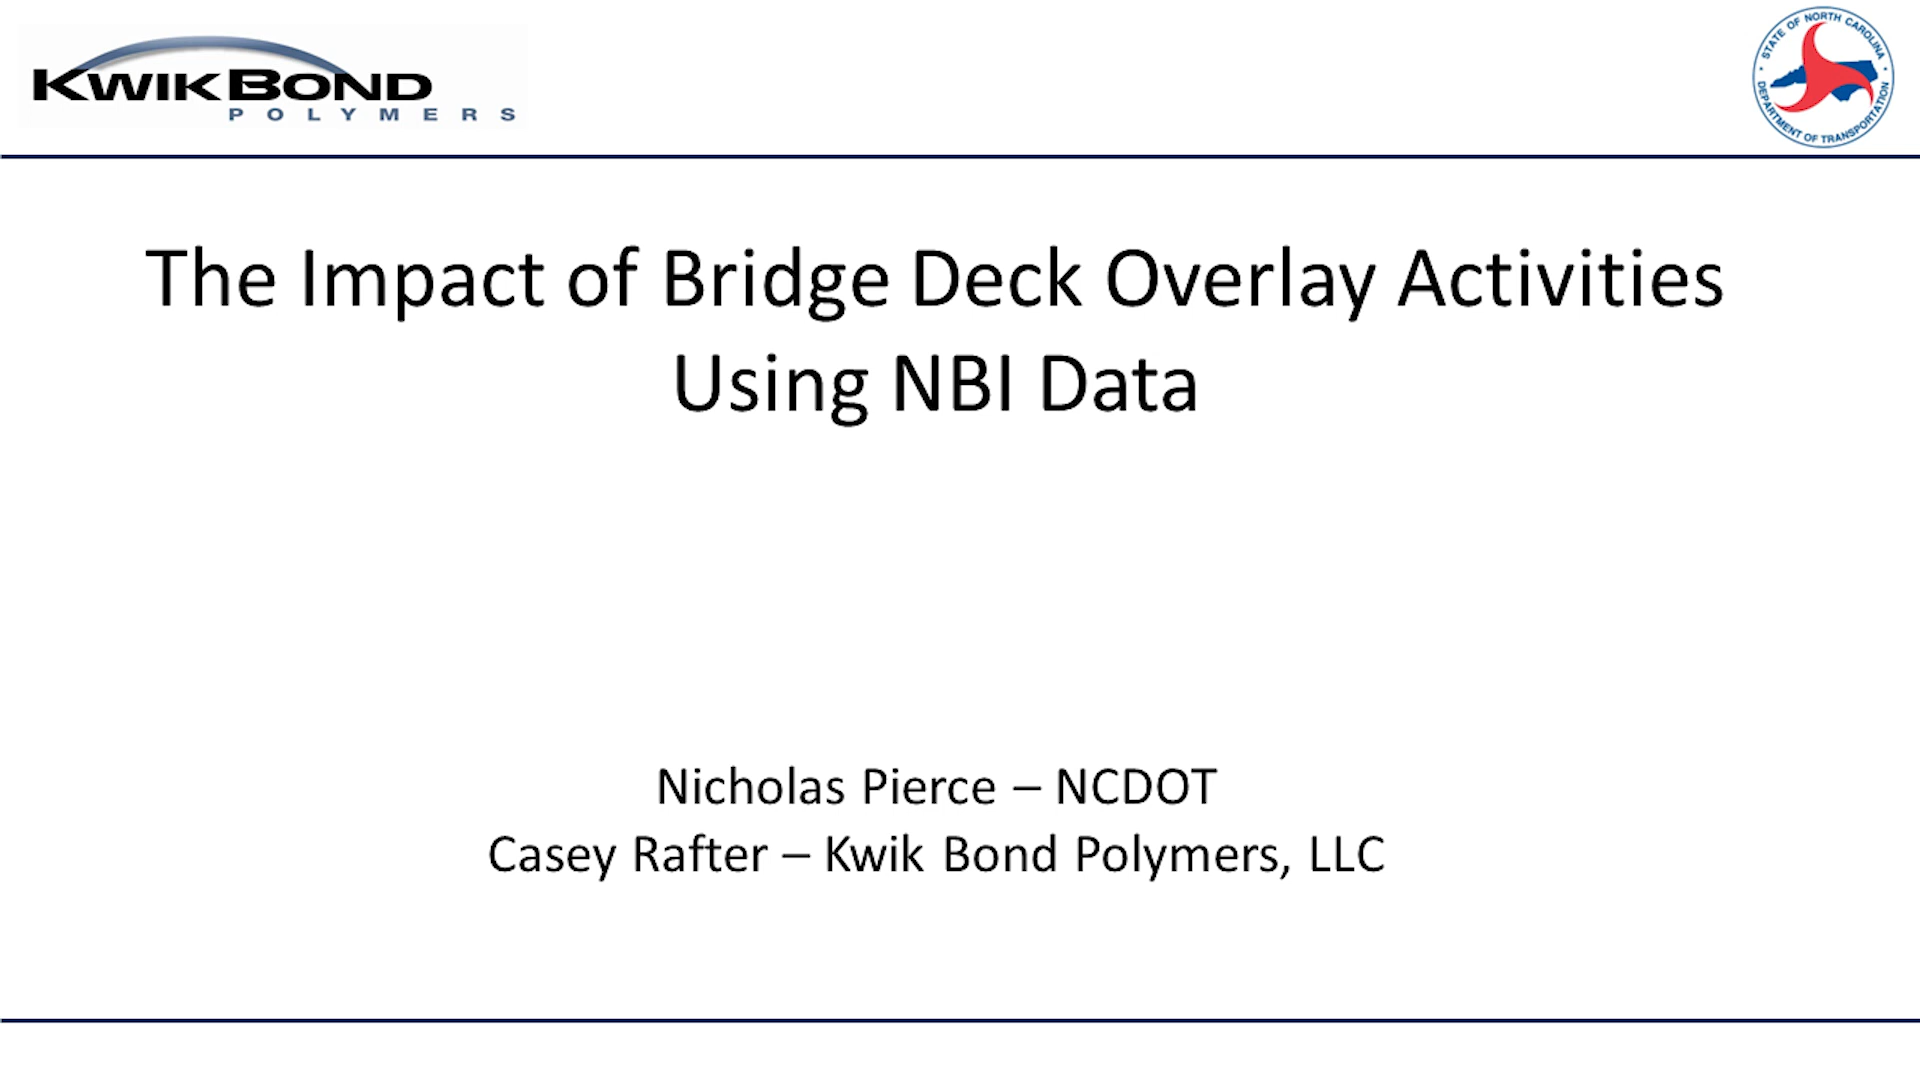 KWIK BOND
POLYMERS
STATE OF NORTH CAROLINA
DEPARTMENT OF TRANSPORTATION
The Impact of Bridge Deck Overlay Activities
Using NBI Data
Nicholas Pierce – NCDOT
Casey Rafter – Kwik Bond Polymers, LLC